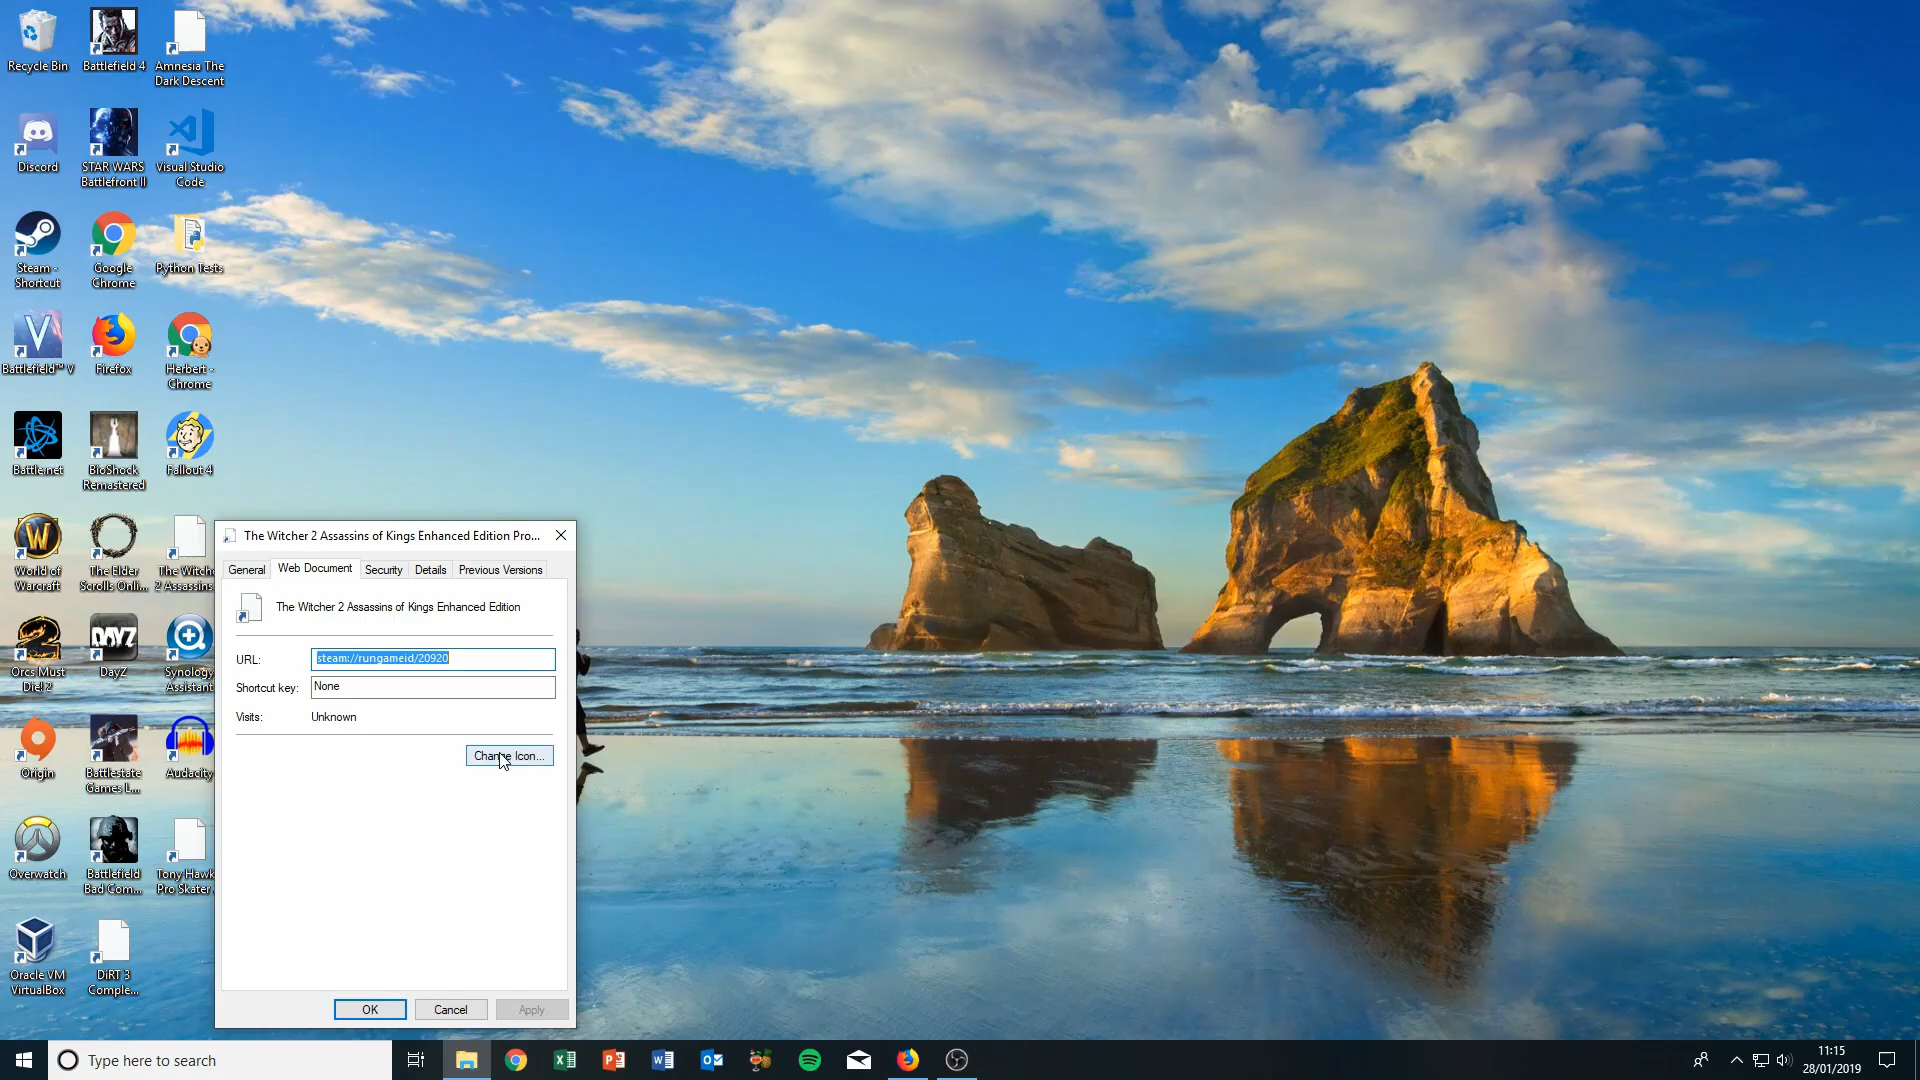 Recycle Bin
Battlefield 4
Amnesia The
Dark Descent
Discord
STAR WARS
Battlefront II
Visual Studio
Code
Steam -
Shortcut
Google
Chrome
Python Tests
Battlefield™ V
Firefox
Herbert -
Chrome
Battle.net
BioShock
Remastered
Fallout 4
World of
Warcraft
The Elder
Scrolls Onli...
The Witche
2 Assassins
Orcs Must
Die! 2
DAYZ
DayZ
Synology
Assistant
Origin
Battlestate
Games L...
Audacity
Overwatch
Battlefield
Bad Com...
Tony Hawk
Pro Skater
Oracle VM
VirtualBox
DiRT 3
Comple...
The Witcher 2 Assassins of Kings Enhanced Edition Pro...
General
Web Document
Security
Details
Previous Versions
The Witcher 2 Assassins of Kings Enhanced Edition
URL:
steam://rungameid/20920
Shortcut key:
None
Visits:
Unknown
Change Icon...
OK
Cancel
Apply
Type here to search
11:15
28/01/2019